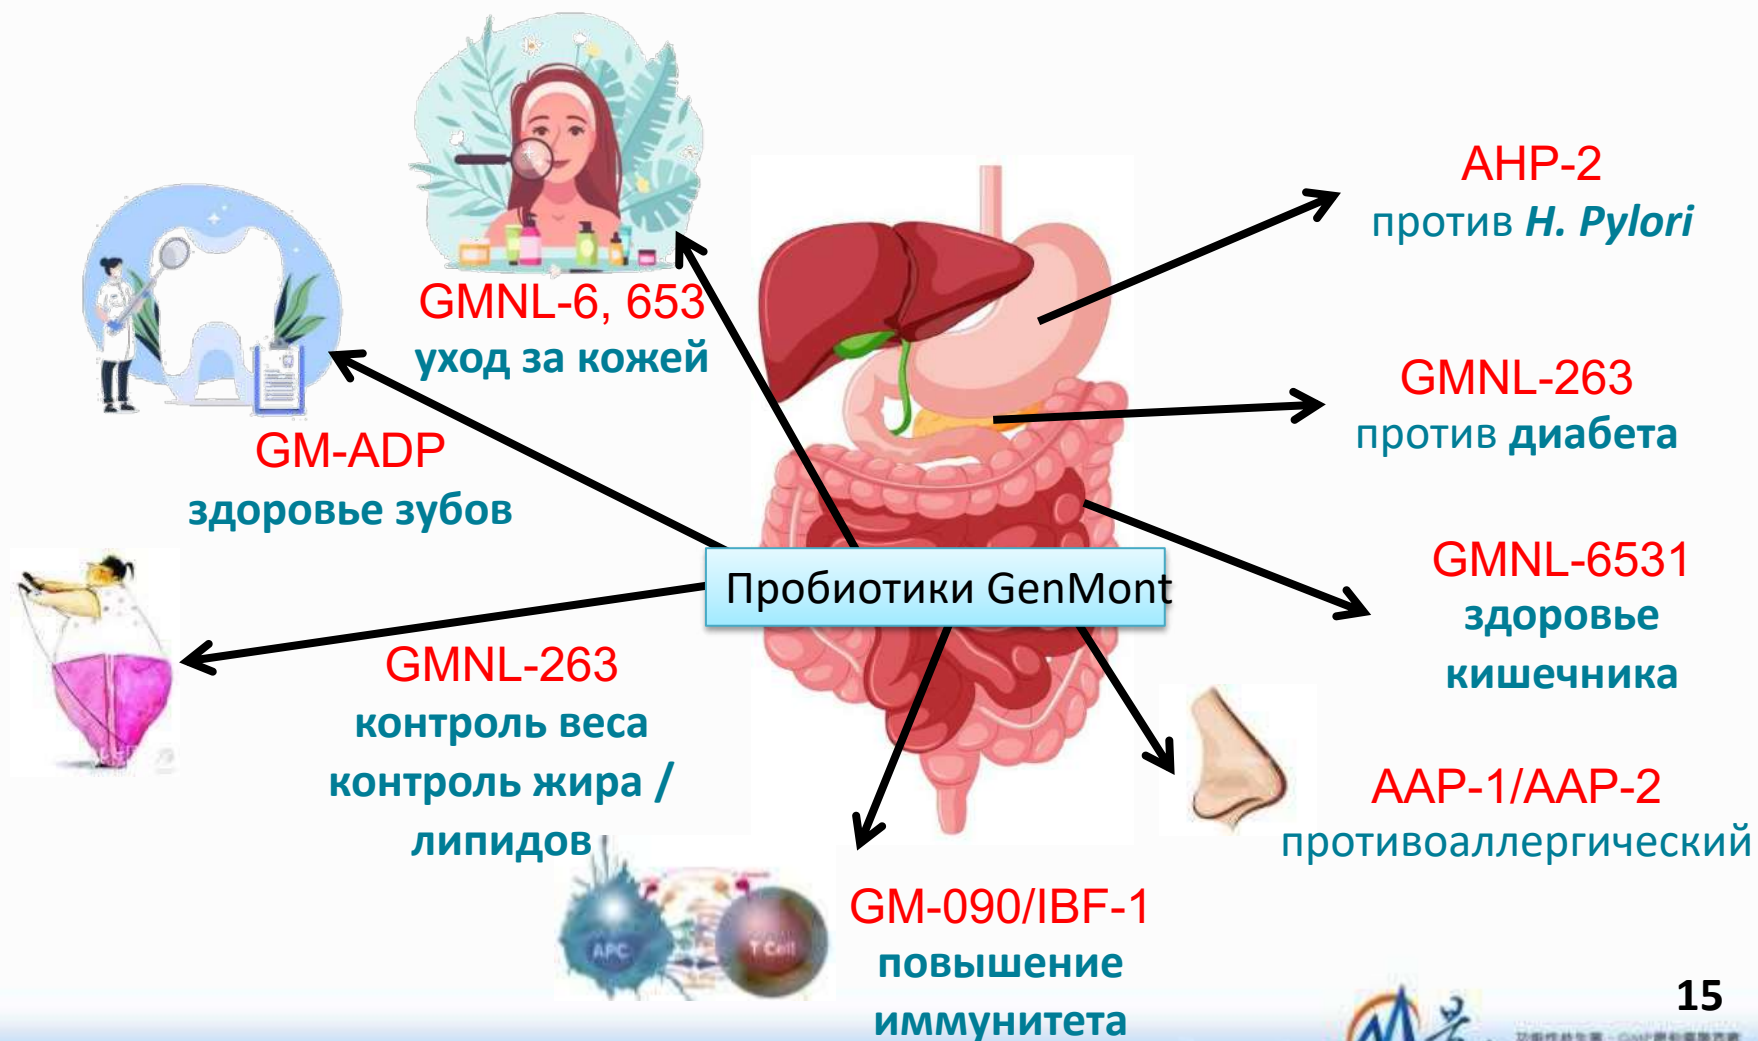 GMNL-6, 653
уход за кожей
AHP-2
против H. Pylori
GM-ADP
здоровье зубов
GMNL-263
против диабета
Пробиотики GenMont
GMNL-6531
здоровье
кишечника
GMNL-263
контроль веса
контроль жира /
липидов
AAP-1/AAP-2
противоаллергический
APC
T Cell
GM-090/IBF-1
повышение
иммунитета
15